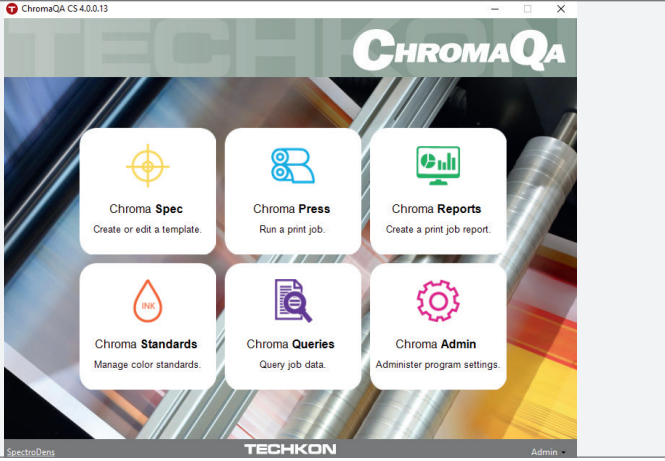 ChromaQA CS 4.0.0.13
TECHKON
CHROMAQA
Chroma Spec
Create or edit a template.
Chroma Press
Run a print job.
Chroma Reports
Create a print job report.
INK
Chroma Standards
Manage color standards.
Chroma Queries
Query job data.
Chroma Admin
Administer program settings.
SpectroDens
TECHKON
Admin